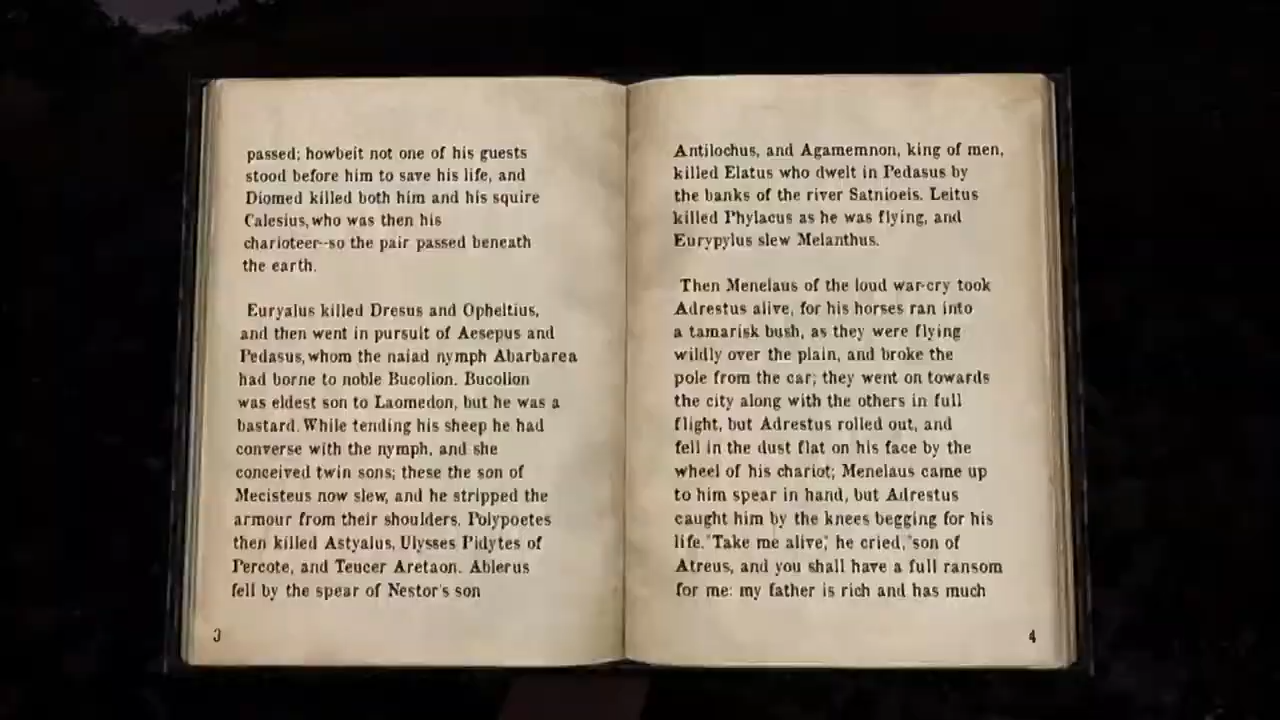 passed; howbeit not one of his guests
stood before him to save his life, and
Diomed killed both him and his squire
Calesius, who was then his
charioteer--so the pair passed beneath
the earth.
Euryalus killed Dresus and Opheltius,
and then went in pursuit of Aesepus and
Pedasus, whom the naiad nymph Abarbarea
had borne to noble Bucolion. Bucolion
was eldest son to Laomedon, but he was a
bastard. While tending his sheep he had
converse with the nymph, and she
conceived twin sons; these the son of
Mecisteus now slew, and he stripped the
armour from their shoulders. Polypoetes
then killed Astyalus, Ulysses Pidytes of
Percote, and Teucer Aretaon. Ablerus
fell by the spear of Nestor's son
3
Antilochus, and Agamemnon, king of men,
killed Elatus who dwelt in Pedasus by
the banks of the river Satnioeis. Leitus
killed Phylacus as he was flying, and
Eurypylus slew Melanthus.
Then Menelaus of the loud war-cry took
Adrestus alive, for his horses ran into
a tamarisk bush, as they were flying
wildly over the plain, and broke the
pole from the car; they went on towards
the city along with the others in full
flight, but Adrestus rolled out, and
fell in the dust flat on his face by the
wheel of his chariot; Menelaus came up
to him spear in hand, but Adrestus
caught him by the knees begging for his
life. "Take me alive," he cried, "son of
Atreus, and you shall have a full ransom
for me: my father is rich and has much
4